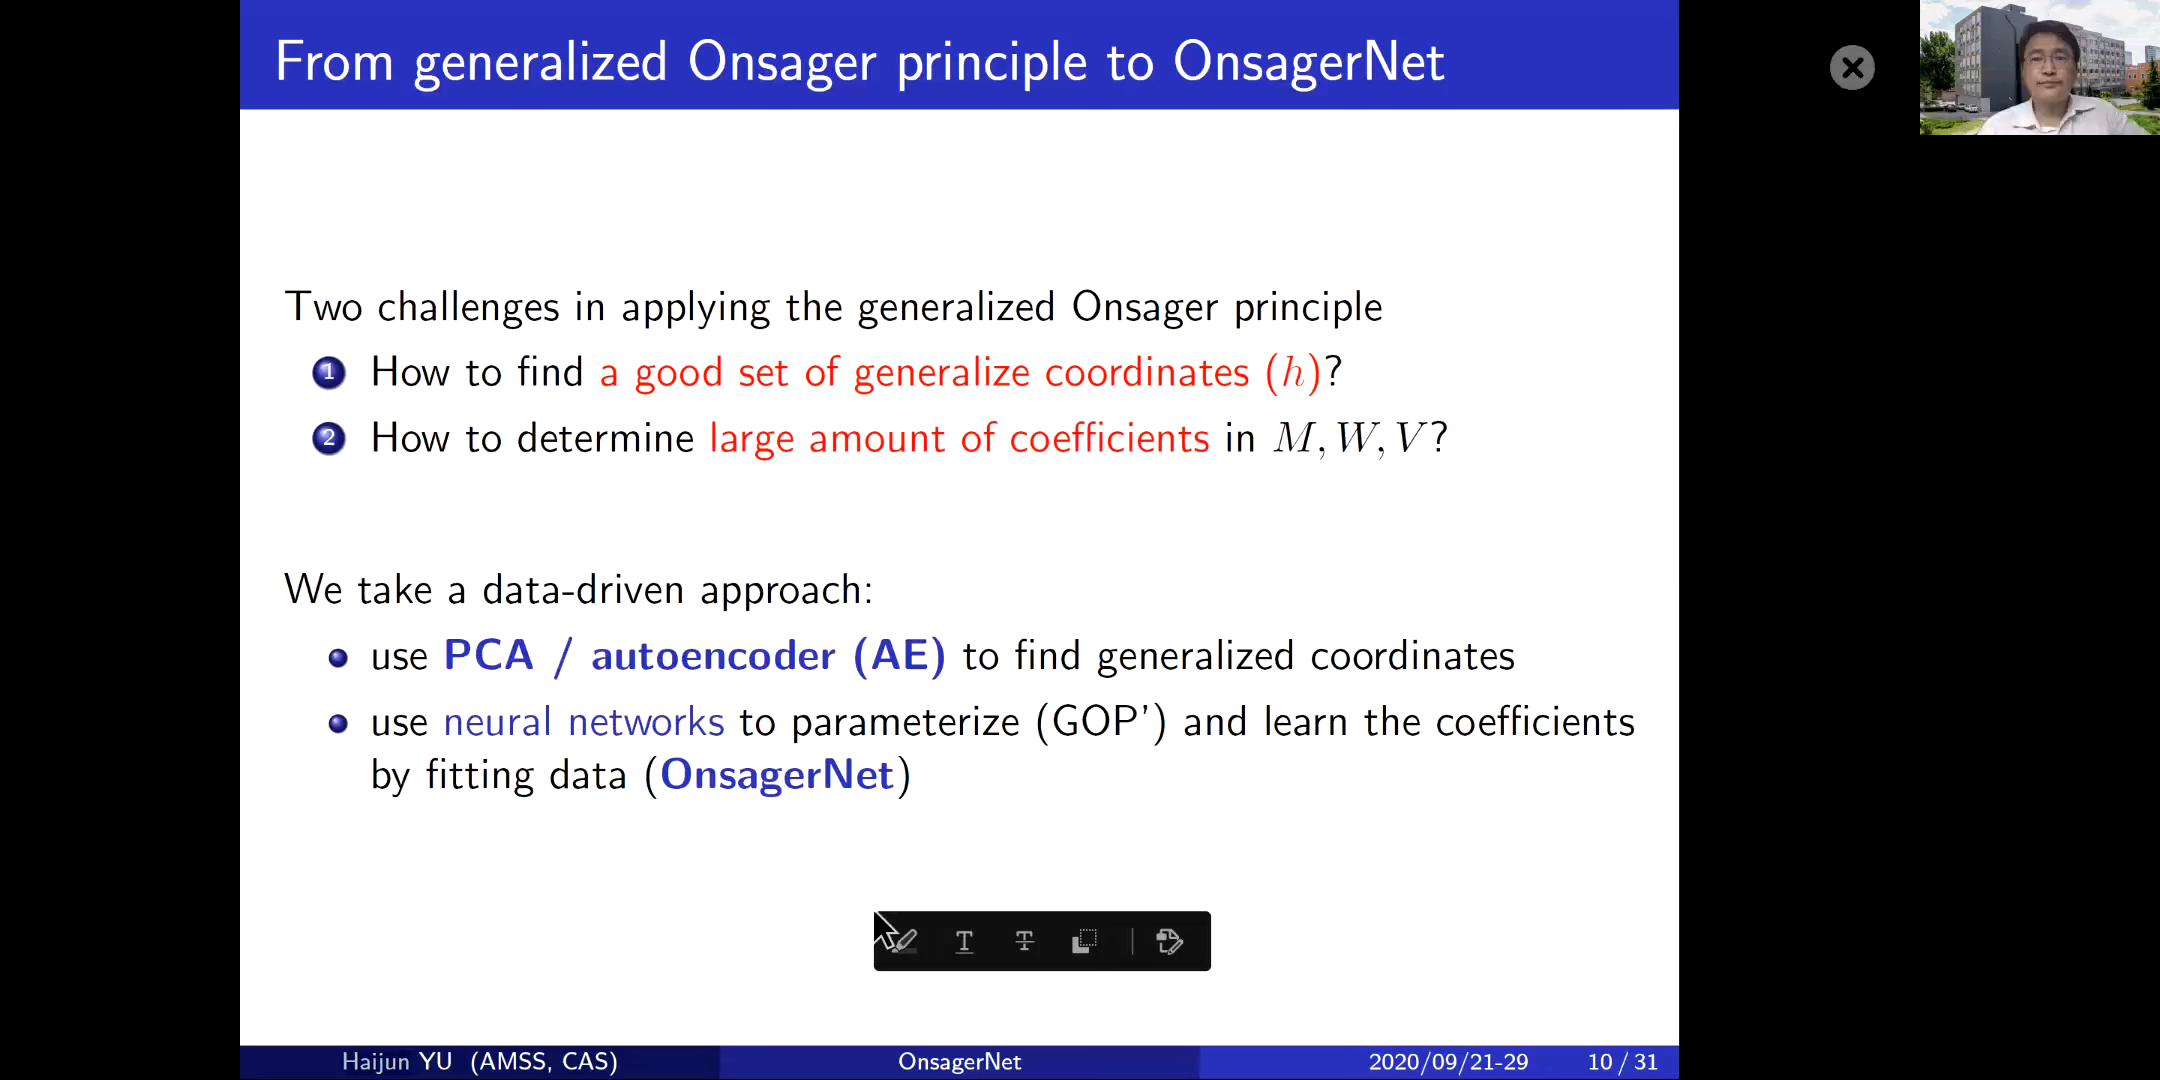 From generalized Onsager principle to OnsagerNet
Two challenges in applying the generalized Onsager principle
1 How to find a good set of generalize coordinates (h)?
2 How to determine large amount of coefficients in M, W, V?
We take a data-driven approach:
use PCA / autoencoder (AE) to find generalized coordinates
use neural networks to parameterize (GOP') and learn the coefficients
by fitting data (OnsagerNet)
Haijun YU (AMSS, CAS) OnsagerNet 2020/09/21-29 10 / 31